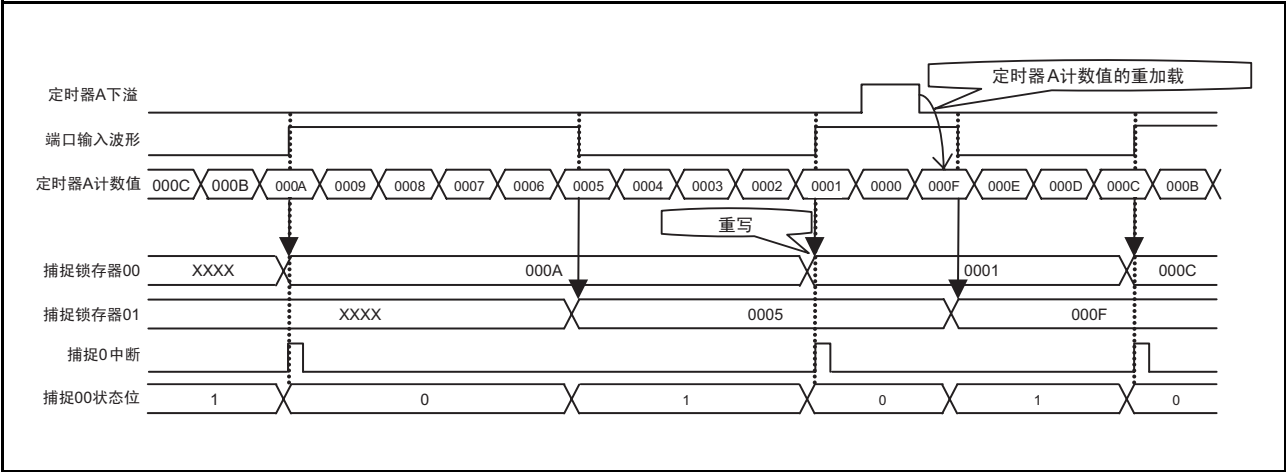 定时器A下溢
定时器A计数值的重加载
端口输入波形
定时器A计数值 000C 000B 000A 0009 0008 0007 0006 0005 0004 0003 0002 0001 0000 000F 000E 000D 000C 000B
重写
捕捉锁存器00 XXXX 000A 0001 000C
捕捉锁存器01 XXXX 0005 000F
捕捉0中断
捕捉00状态位 1 0 1 0 1 0